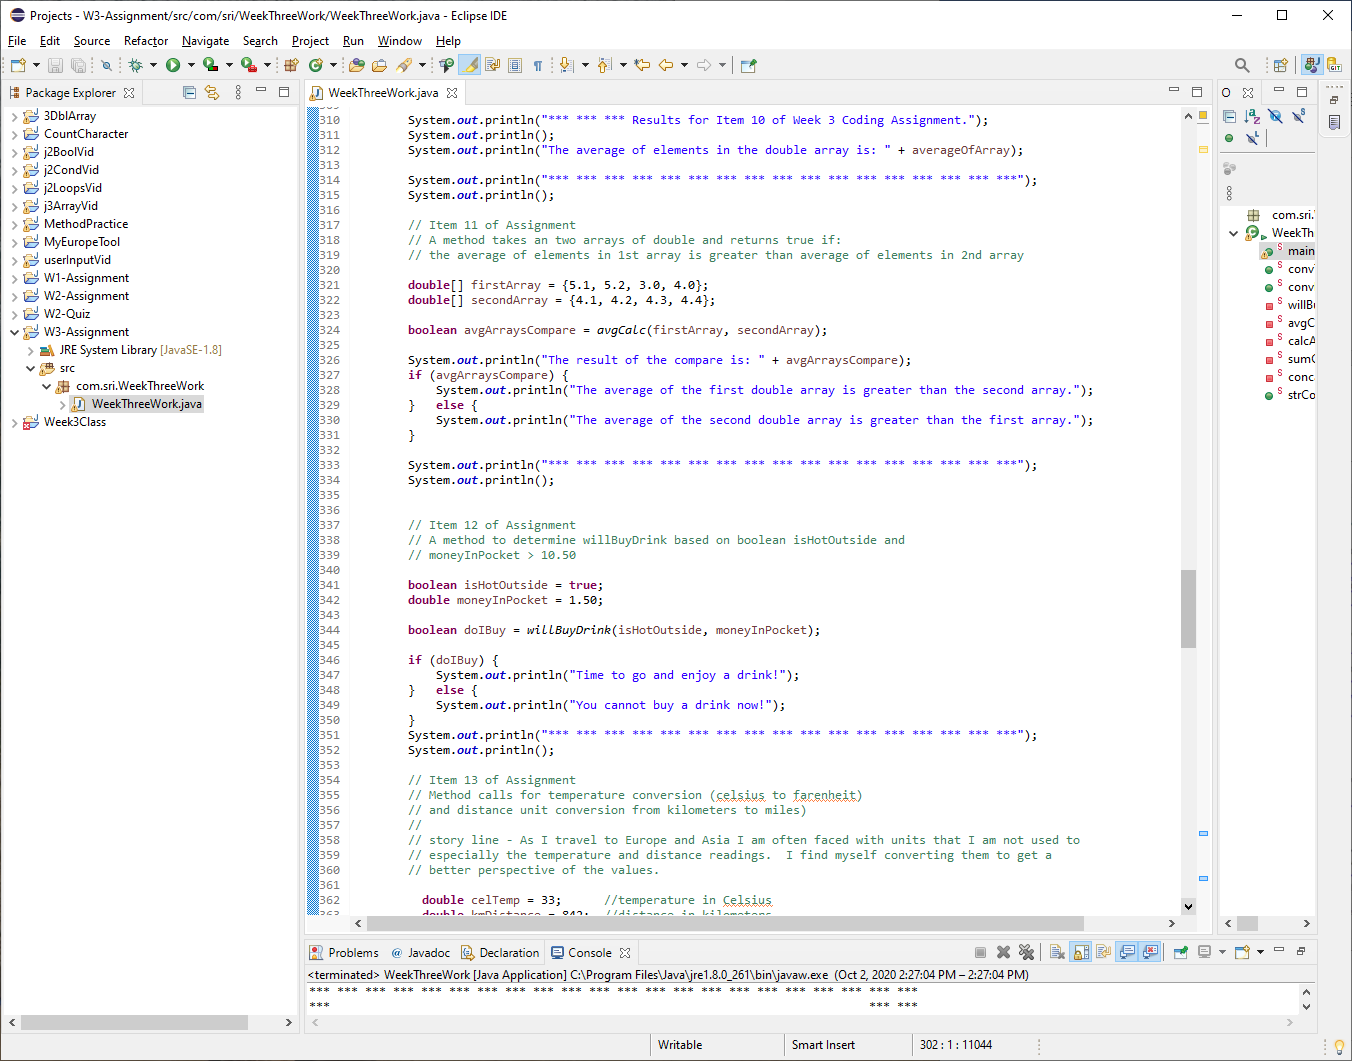 Projects - W3-Assignment/src/com/sri/WeekThreeWork/WeekThreeWork.java - Eclipse IDE
File Edit Source Refactor Navigate Search Project Run Window Help
Package Explorer
3DblArray
CountCharacter
j2BoolVid
j2CondVid
j2LoopsVid
j3ArrayVid
MethodPractice
MyEuropeTool
userInputVid
W1-Assignment
W2-Assignment
W2-Quiz
W3-Assignment
JRE System Library [JavaSE-1.8]
src
com.sri.WeekThreeWork
WeekThreeWork.java
Week3Class
WeekThreeWork.java
310 System.out.println("*** *** *** Results for Item 10 of Week 3 Coding Assignment.");
311 System.out.println();
312 System.out.println("The average of elements in the double array is: " + averageOfArray);
313
314 System.out.println("*** *** *** *** *** *** *** *** *** *** *** *** *** *** *** *** ***");
315 System.out.println();
316
317 // Item 11 of Assignment
318 // A method takes an two arrays of double and returns true if:
319 // the average of elements in 1st array is greater than average of elements in 2nd array
320
321 double[] firstArray = {5.1, 5.2, 3.0, 4.0};
322 double[] secondArray = {4.1, 4.2, 4.3, 4.4};
323
324 boolean avgArraysCompare = avgCalc(firstArray, secondArray);
325
326 System.out.println("The result of the compare is: " + avgArraysCompare);
327 if (avgArraysCompare) {
328 System.out.println("The average of the first double array is greater than the second array.");
329 } else {
330 System.out.println("The average of the second double array is greater than the first array.");
331 }
332
333 System.out.println("*** *** *** *** *** *** *** *** *** *** *** *** *** *** *** *** ***");
334 System.out.println();
335
336
337 // Item 12 of Assignment
338 // A method to determine willBuyDrink based on boolean isHotOutside and
339 // moneyInPocket > 10.50
340
341 boolean isHotOutside = true;
342 double moneyInPocket = 1.50;
343
344 boolean doIBuy = willBuyDrink(isHotOutside, moneyInPocket);
345
346 if (doIBuy) {
347 System.out.println("Time to go and enjoy a drink!");
348 } else {
349 System.out.println("You cannot buy a drink now!");
350 }
351 System.out.println("*** *** *** *** *** *** *** *** *** *** *** *** *** *** *** *** ***");
352 System.out.println();
353
354 // Item 13 of Assignment
355 // Method calls for temperature conversion (celsius to farenheit)
356 // and distance unit conversion from kilometers to miles)
357 //
358 // story line - As I travel to Europe and Asia I am often faced with units that I am not used to
359 // especially the temperature and distance readings. I find myself converting them to get a
360 // better perspective of the values.
361
362 double celTemp = 33; //temperature in Celsius
363 double kmDistance = 842; //distance in kilometers
O
com.sri.
WeekTh
main
conv
conv
willBu
avgC
calcA
sumC
conca
strCo
Problems @ Javadoc Declaration Console
<terminated> WeekThreeWork [Java Application] C:\Program Files\Java\jre1.8.0_261\bin\javaw.exe (Oct 2, 2020 2:27:04 PM – 2:27:04 PM)
*** *** *** *** *** *** *** *** *** *** *** *** *** *** *** *** *** *** *** *** *** ***
*** *** ***
Writable Smart Insert 302 : 1 : 11044